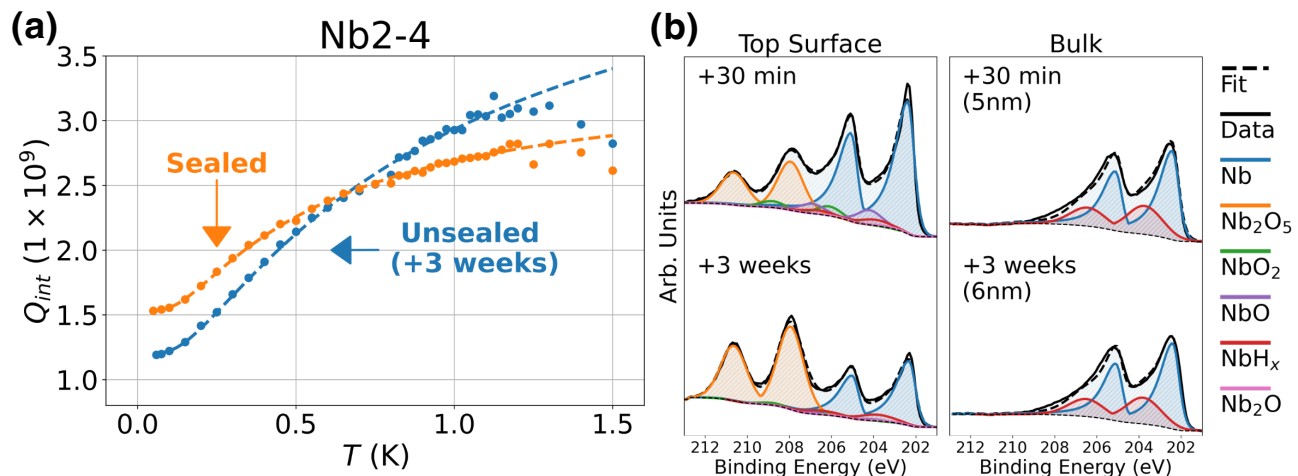 (a)
Nb2-4
3.5
3.0
2.5
2.0
1.5
1.0
Q_int (1 × 10⁹)
Sealed
Unsealed
(+3 weeks)
0.0 0.5 1.0 1.5
T (K)
(b)
Top Surface
Bulk
+30 min
+30 min
(5nm)
+3 weeks
+3 weeks
(6nm)
Arb. Units
212 210 208 206 204 202
Binding Energy (eV)
212 210 208 206 204 202
Binding Energy (eV)
Fit
Data
Nb
Nb₂O₅
NbO₂
NbO
NbHₓ
Nb₂O